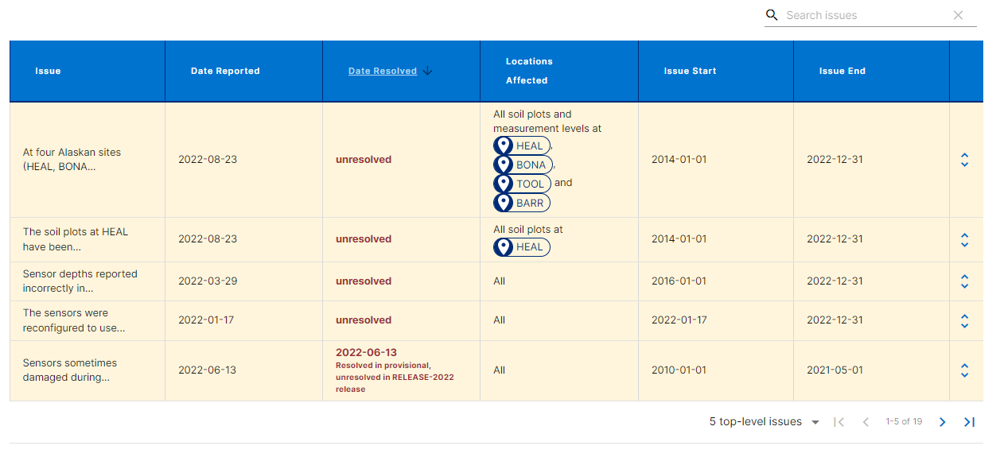 Search issues
Issue
Date Reported
Date Resolved
Locations
Affected
Issue Start
Issue End
At four Alaskan sites
(HEAL, BONA...
2022-08-23
unresolved
All soil plots and
measurement levels at
HEAL,
BONA,
TOOL and
BARR
2014-01-01
2022-12-31
The soil plots at HEAL
have been...
2022-08-23
unresolved
All soil plots at
HEAL
2014-01-01
2022-12-31
Sensor depths reported
incorrectly in...
2022-03-29
unresolved
All
2016-01-01
2022-12-31
The sensors were
reconfigured to use...
2022-01-17
unresolved
All
2022-01-17
2022-12-31
Sensors sometimes
damaged during...
2022-06-13
2022-06-13
Resolved in provisional,
unresolved in RELEASE-2022
release
All
2010-01-01
2021-05-01
5 top-level issues
1-5 of 19